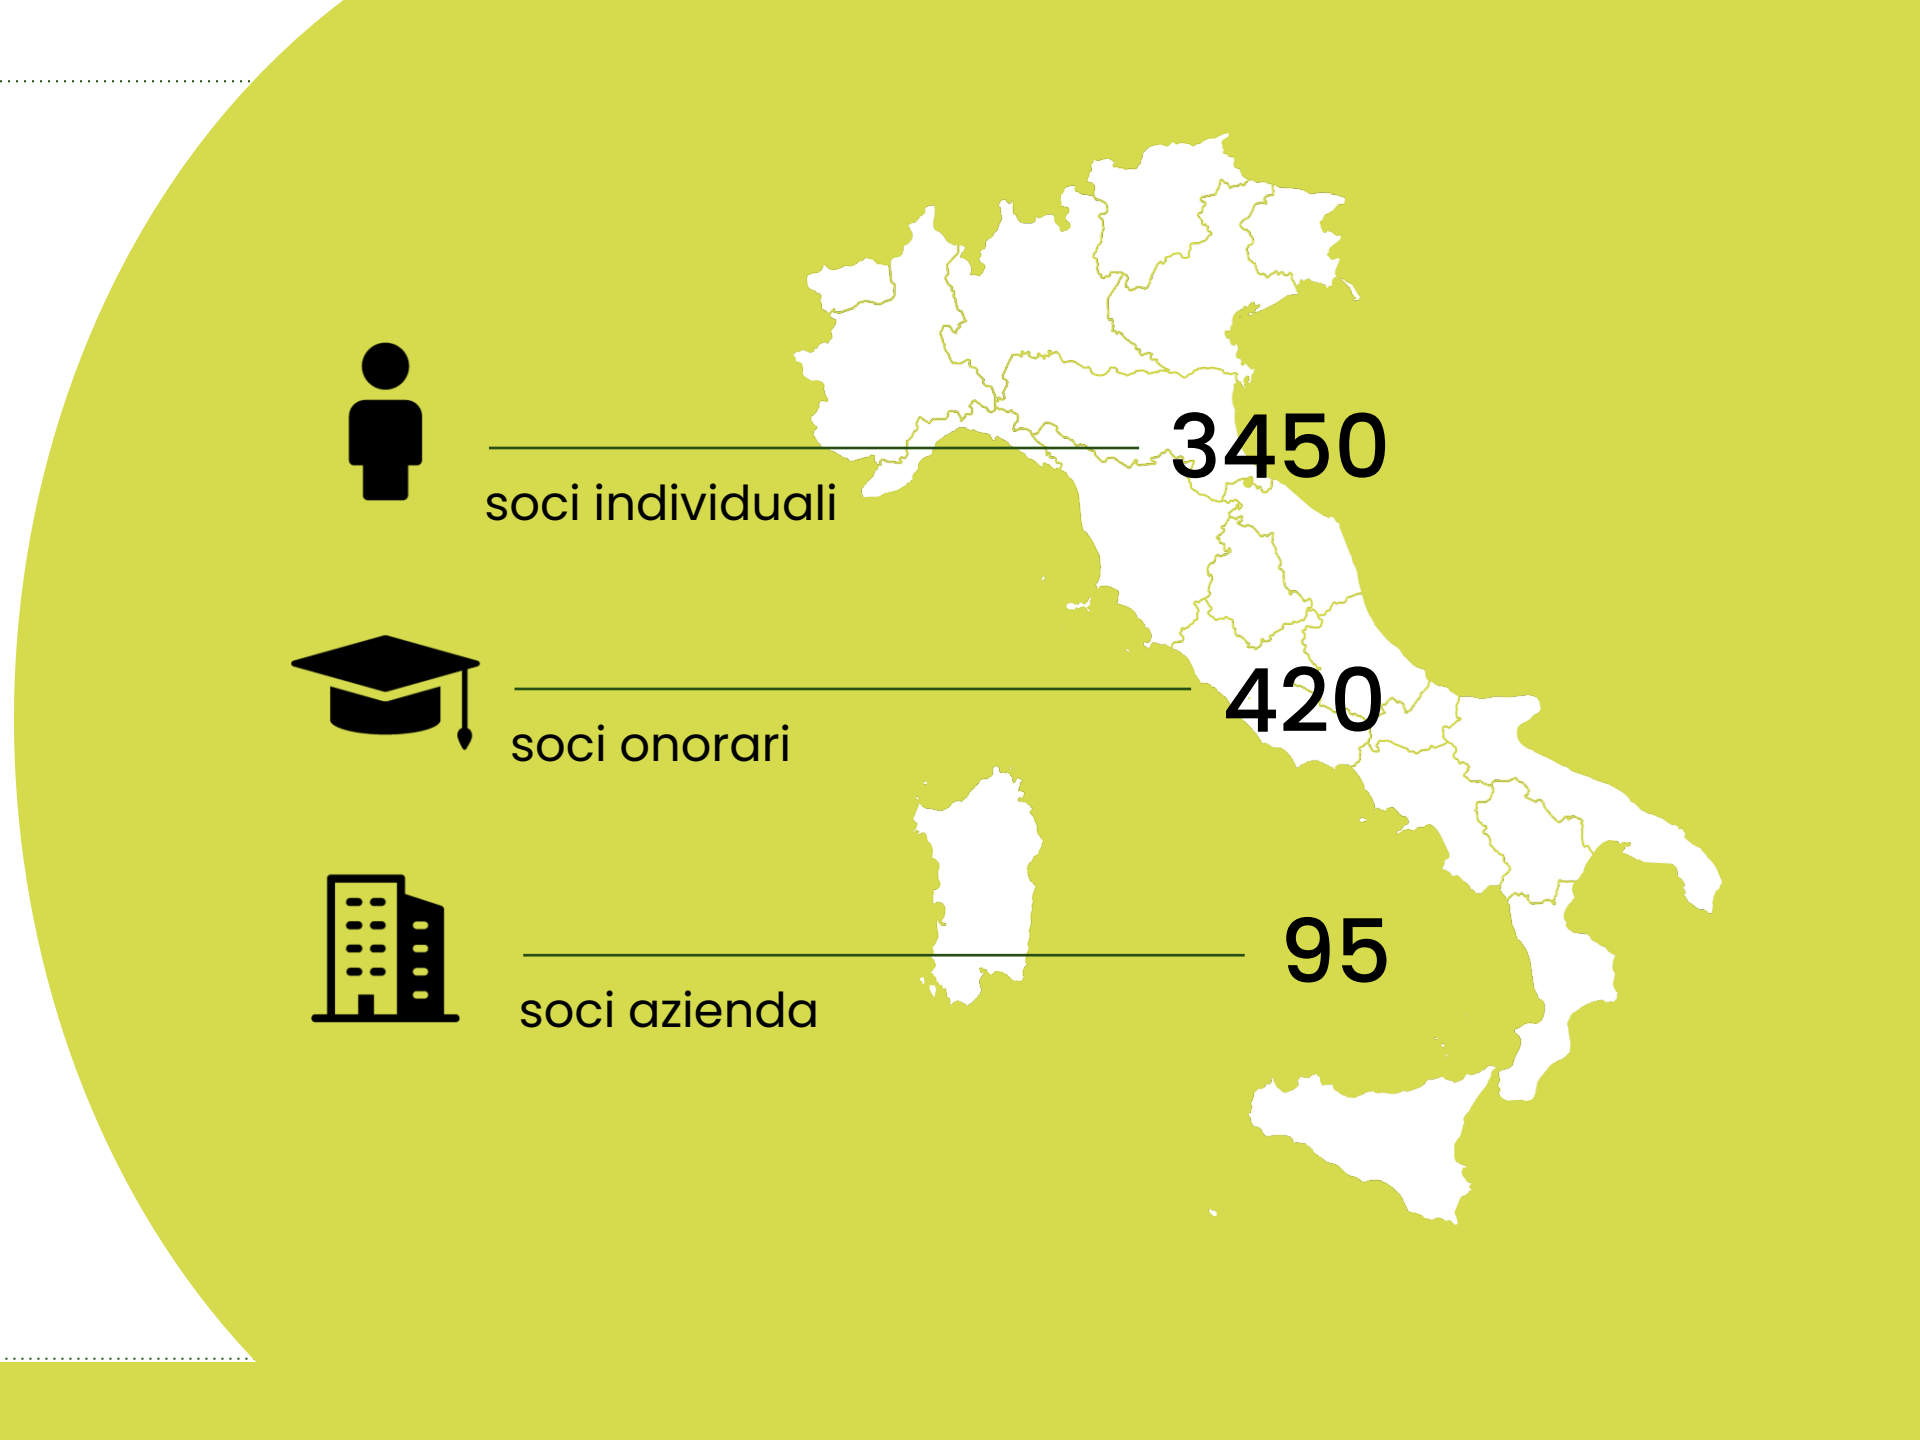 3450
soci individuali
420
soci onorari
95
soci azienda